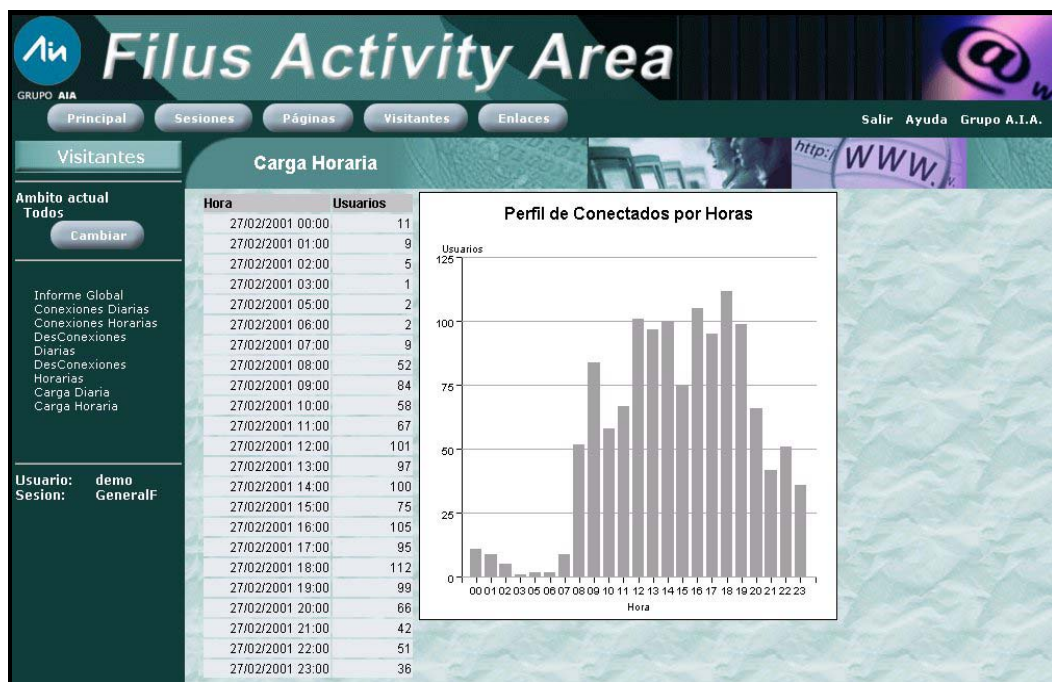 Ain
Filus Activity Area
@
w
GRUPO AIA
Principal
Sesiones
Páginas
Visitantes
Enlaces
Salir Ayuda Grupo A.I.A.
Visitantes
Carga Horaria
http:/
WWW.
Ambito actual
Todos
Cambiar
Informe Global
Conexiones Diarias
Conexiones Horarias
DesConexiones
Diarias
DesConexiones
Horarias
Carga Diaria
Carga Horaria
Usuario: demo
Sesion: GeneralF
Hora Usuarios
27/02/2001 00:00 11
27/02/2001 01:00 9
27/02/2001 02:00 5
27/02/2001 03:00 1
27/02/2001 05:00 2
27/02/2001 06:00 2
27/02/2001 07:00 9
27/02/2001 08:00 52
27/02/2001 09:00 84
27/02/2001 10:00 58
27/02/2001 11:00 67
27/02/2001 12:00 101
27/02/2001 13:00 97
27/02/2001 14:00 100
27/02/2001 15:00 75
27/02/2001 16:00 105
27/02/2001 17:00 95
27/02/2001 18:00 112
27/02/2001 19:00 99
27/02/2001 20:00 66
27/02/2001 21:00 42
27/02/2001 22:00 51
27/02/2001 23:00 36
Perfil de Conectados por Horas
Usuarios
125
100
75
50
25
0
00 01 02 03 05 06 07 08 09 10 11 12 13 14 15 16 17 18 19 20 21 22 23
Hora